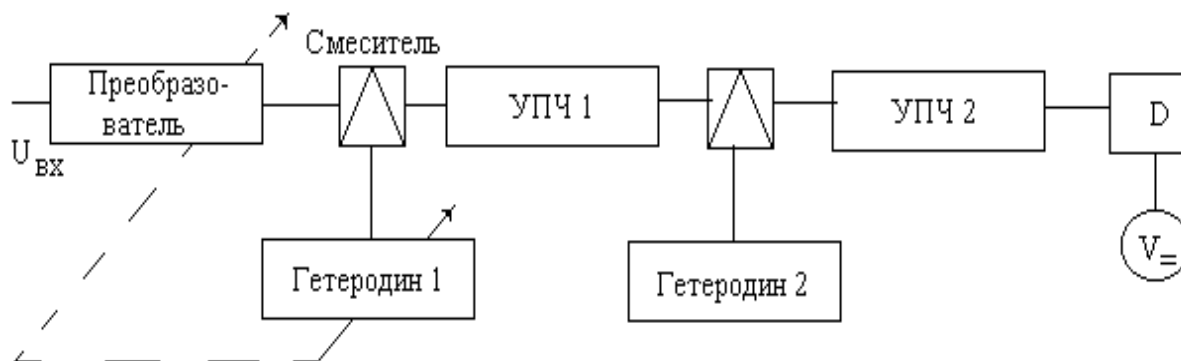 Смеситель
Преобразо-
ватель
УПЧ 1
УПЧ 2
D
U вх
V =
Гетеродин 1
Гетеродин 2